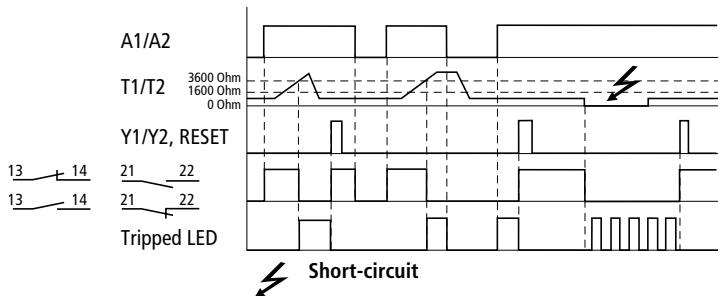 A1/A2
T1/T2
3600 Ohm
1600 Ohm
0 Ohm
Y1/Y2, RESET
13 14 21 22
13 14 21 22
Tripped LED
Short-circuit